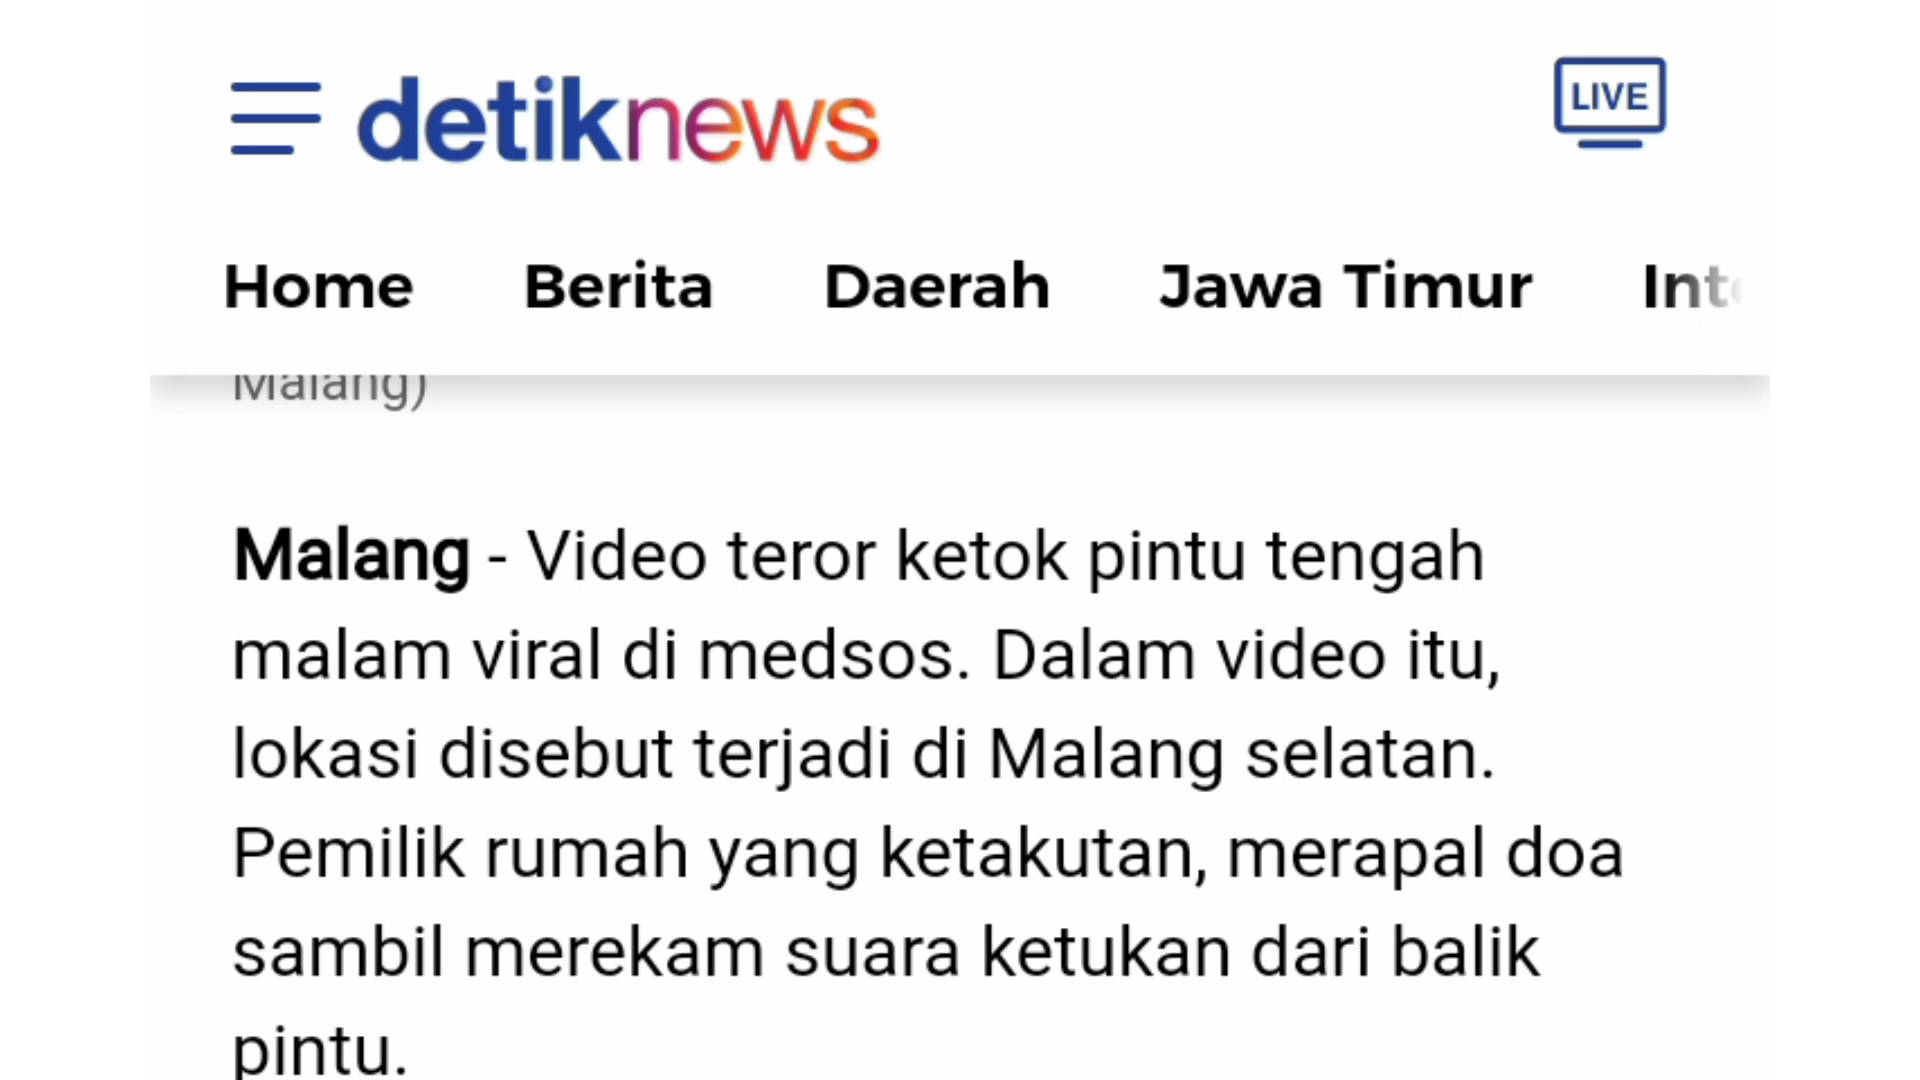 detiknews
LIVE
Home Berita Daerah Jawa Timur
Malang)
Malang - Video teror ketok pintu tengah
malam viral di medsos. Dalam video itu,
lokasi disebut terjadi di Malang selatan.
Pemilik rumah yang ketakutan, merapal doa
sambil merekam suara ketukan dari balik
pintu.